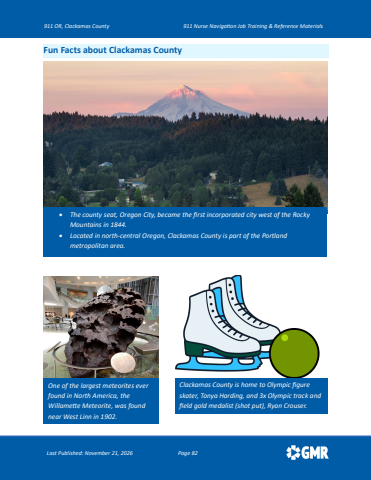 911 OR, Clackamas County 911 Nurse Navigation Job Training & Reference Materials
Fun Facts about Clackamas County
• The county seat, Oregon City, became the first incorporated city west of the Rocky
Mountains in 1844.
• Located in north-central Oregon, Clackamas County is part of the Portland
metropolitan area.
One of the largest meteorites ever
found in North America, the
Willamette Meteorite, was found
near West Linn in 1902.
Clackamas County is home to Olympic figure
skater, Tonya Harding, and 3x Olympic track and
field gold medalist (shot put), Ryan Crouser.
Last Published: November 21, 2026 Page 82
GMR